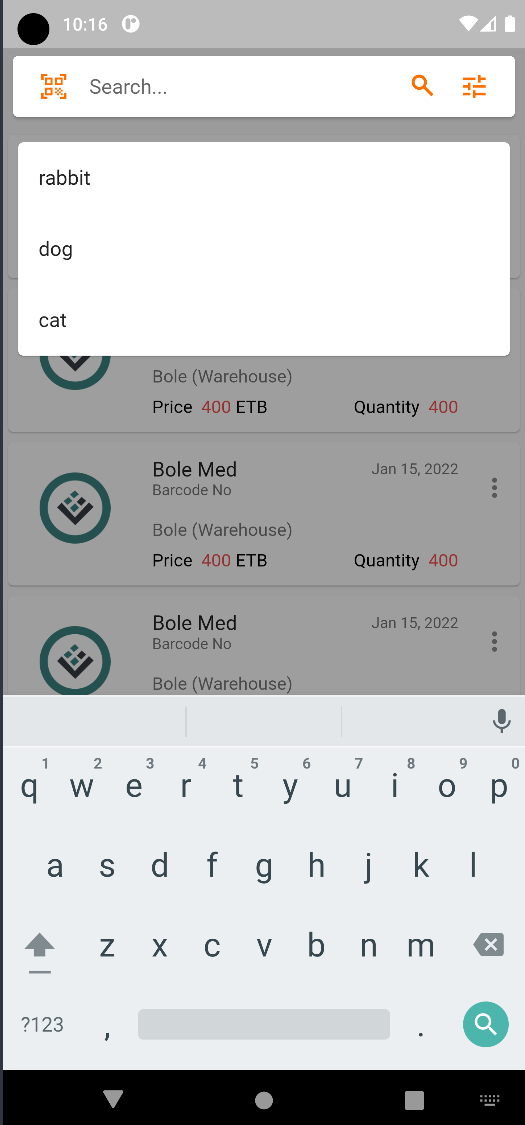 10:16
Search...
rabbit
dog
cat
Bole (Warehouse)
Price 400 ETB Quantity 400
Bole Med Jan 15, 2022
Barcode No
Bole (Warehouse)
Price 400 ETB Quantity 400
Bole Med Jan 15, 2022
Barcode No
Bole (Warehouse)
1 2 3 4 5 6 7 8 9 0
q w e r t y u i o p
a s d f g h j k l
z x c v b n m
?123 , .